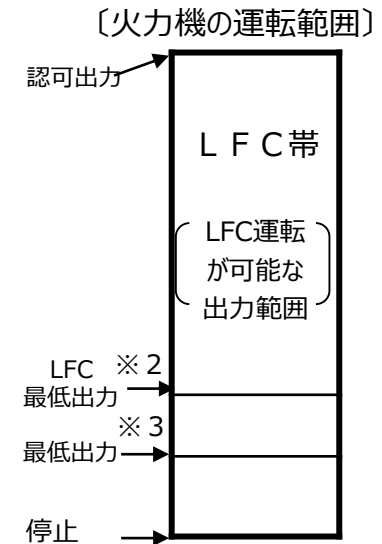 〔火力機の運転範囲〕
認可出力
ＬＦＣ帯
LFC運転
が可能な
出力範囲
LFC ※２
最低出力
※３
最低出力
停止